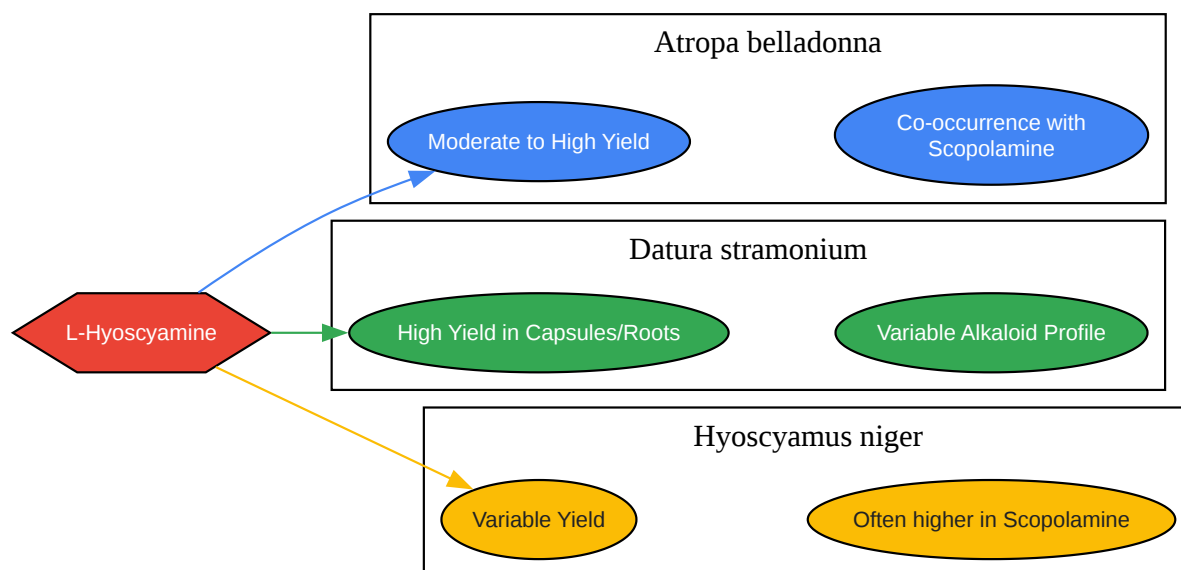 Atropa belladonna
Moderate to High Yield
Co-occurrence with
Scopolamine
Datura stramonium
L-Hyoscyamine
High Yield in Capsules/Roots
Variable Alkaloid Profile
Hyoscyamus niger
Variable Yield
Often higher in Scopolamine